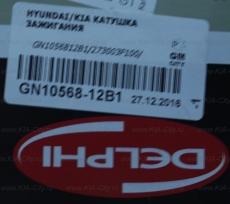 HYUNDAI/KIA КАТУШКА
ЗАЖИГАНИЯ
GN1056812B1/273003F100/
GN10568-12B1
27.12.2016
DELPHI